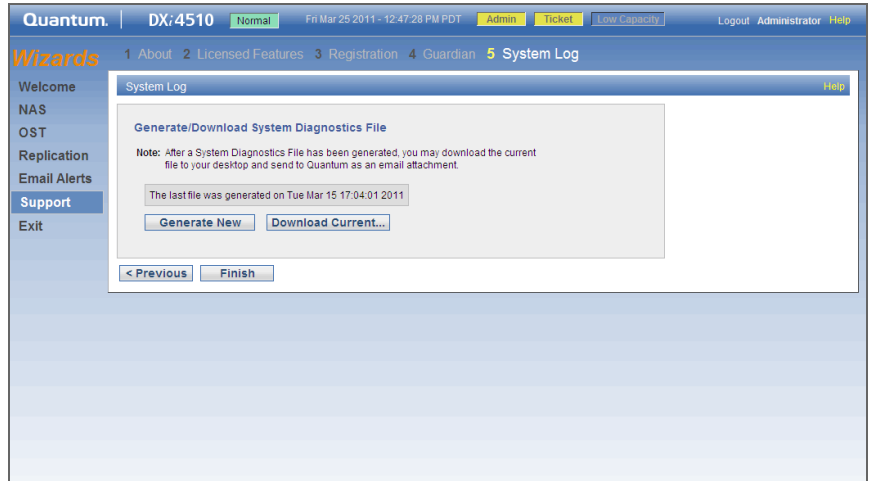 Quantum. DXi4510 Normal Fri Mar 25 2011 - 12:47:28 PM PDT Admin Ticket Low Capacity Logout Administrator Help
Wizards 1 About 2 Licensed Features 3 Registration 4 Guardian 5 System Log
Welcome
NAS
OST
Replication
Email Alerts
Support
Exit
System Log Help
Generate/Download System Diagnostics File
Note: After a System Diagnostics File has been generated, you may download the current
file to your desktop and send to Quantum as an email attachment.
The last file was generated on Tue Mar 15 17:04:01 2011
Generate New Download Current...
< Previous Finish